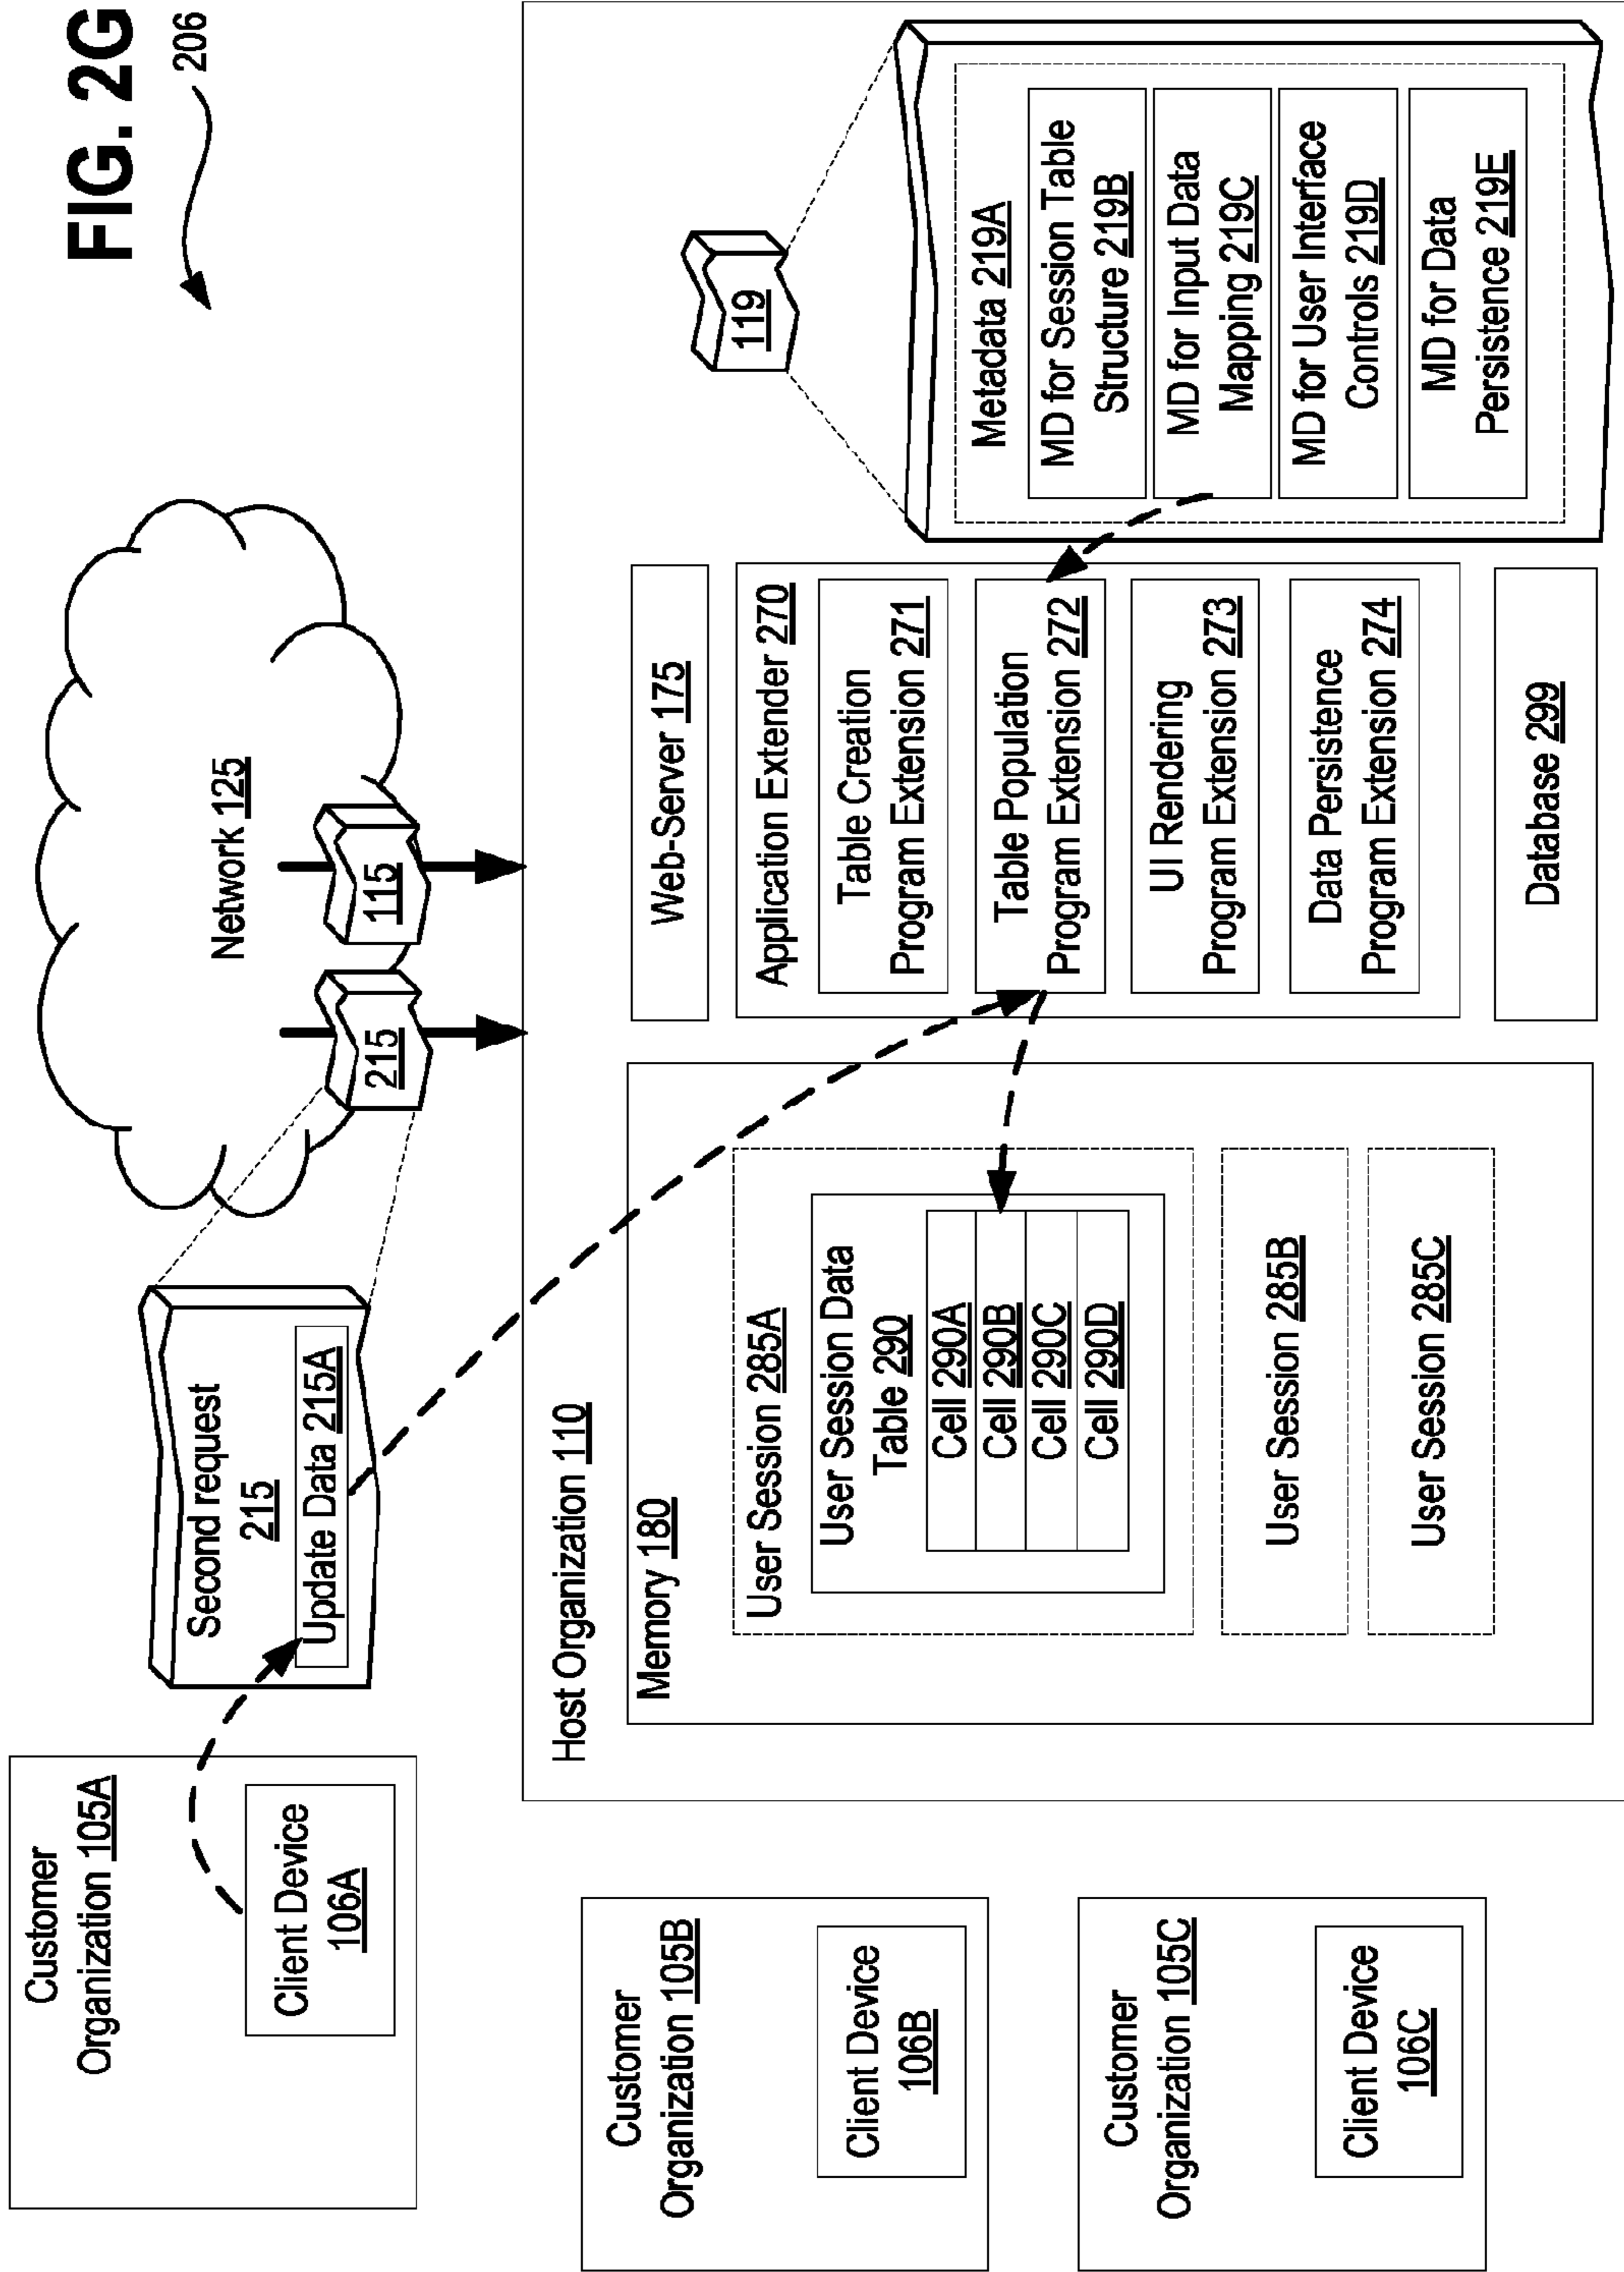 FIG. 2G
206
Customer
Organization 105A
Client Device
106A
Second request
215
Update Data 215A
Network 125
215
115
Customer
Organization 105B
Client Device
106B
Customer
Organization 105C
Client Device
106C
Host Organization 110
Memory 180
User Session 285A
User Session Data
Table 290
Cell 290A
Cell 290B
Cell 290C
Cell 290D
User Session 285B
User Session 285C
Web-Server 175
Application Extender 270
Table Creation
Program Extension 271
Table Population
Program Extension 272
UI Rendering
Program Extension 273
Data Persistence
Program Extension 274
Database 299
119
Metadata 219A
MD for Session Table
Structure 219B
MD for Input Data
Mapping 219C
MD for User Interface
Controls 219D
MD for Data
Persistence 219E